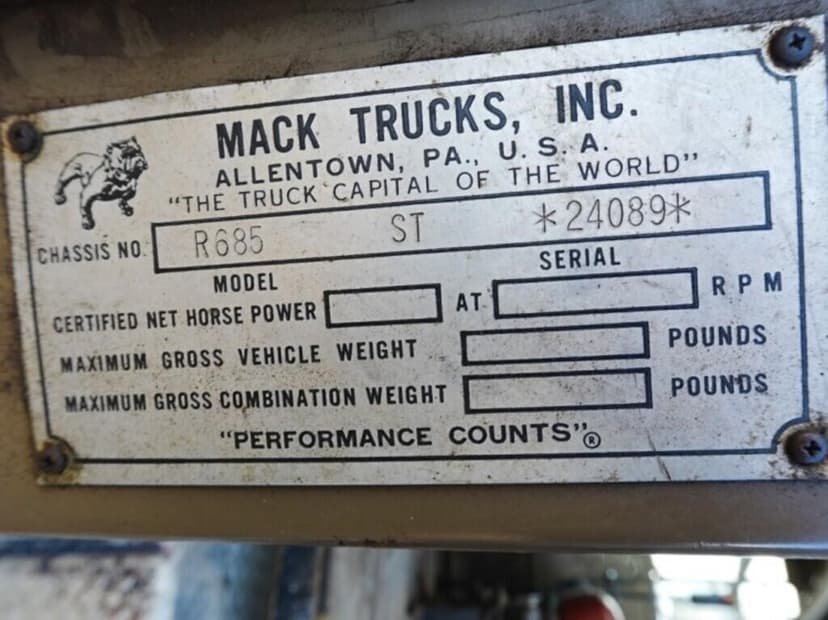 MACK TRUCKS, INC.
ALLENTOWN, PA., U. S. A.
"THE TRUCK CAPITAL OF THE WORLD"
CHASSIS NO. R685 ST *24089*
MODEL SERIAL
CERTIFIED NET HORSE POWER AT RPM
MAXIMUM GROSS VEHICLE WEIGHT POUNDS
MAXIMUM GROSS COMBINATION WEIGHT POUNDS
"PERFORMANCE COUNTS"®